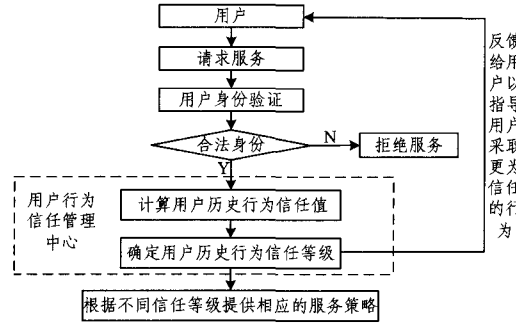 用户
请求服务
用户身份验证
合法身份
N
拒绝服务
Y
用户行为
信任管理
中心
计算用户历史行为信任值
确定用户历史行为信任等级
根据不同信任等级提供相应的服务策略
反馈
给用
户以
指导
用户
采取
更为
信任
的行
为